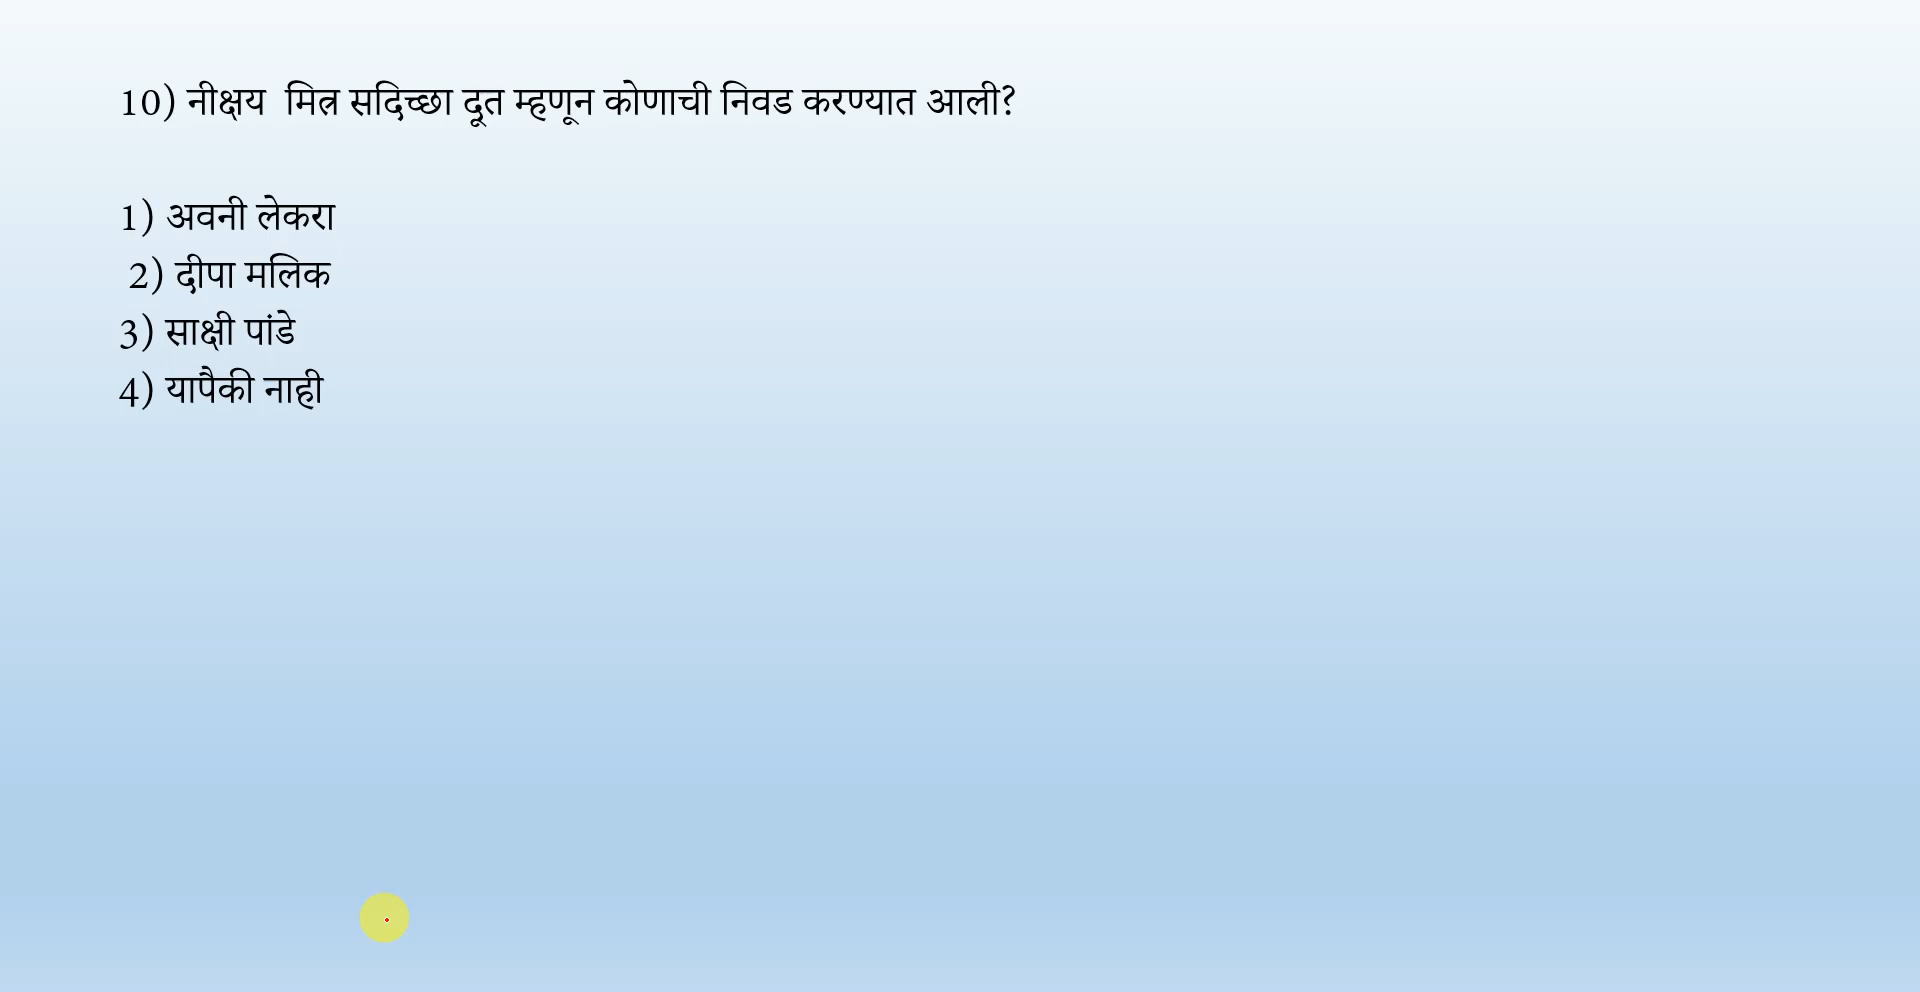 10) नीक्षय मित्र सदिच्छा दूत म्हणून कोणाची निवड करण्यात आली?
1) अवनी लेकरा
2) दीपा मलिक
3) साक्षी पांडे
4) यापैकी नाही